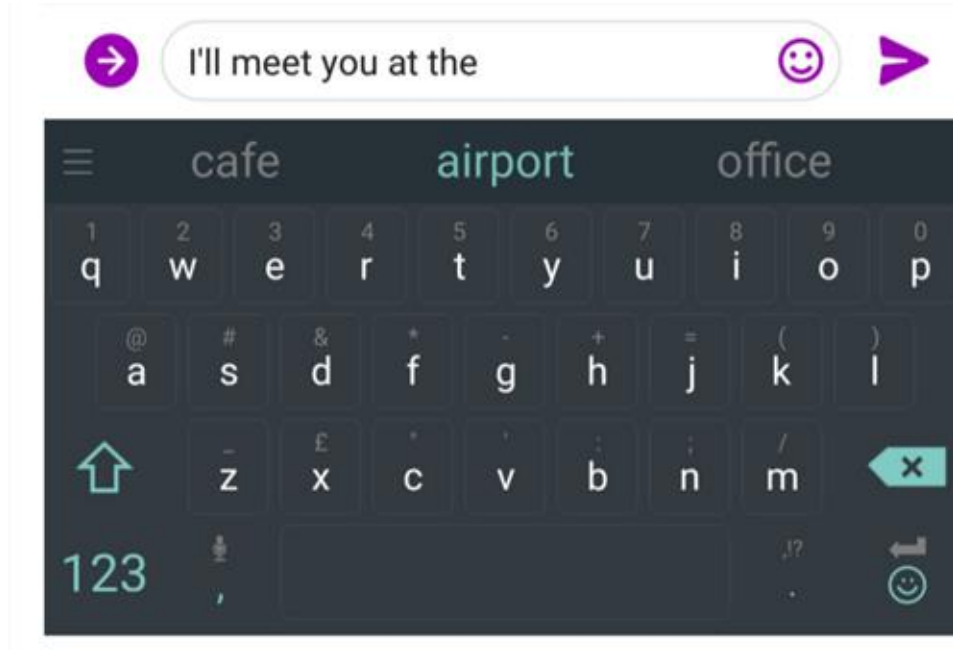 I'll meet you at the
cafe airport office
1 2 3 4 5 6 7 8 9 0
q w e r t y u i o p
@ # & * - + = ( )
a s d f g h j k l
_ £ " ' : ; /
z x c v b n m
,!?
123 , .